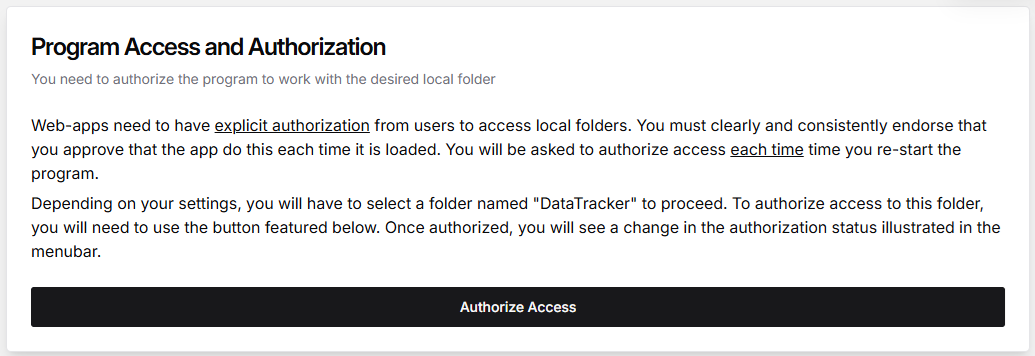 Program Access and Authorization
You need to authorize the program to work with the desired local folder
Web-apps need to have explicit authorization from users to access local folders. You must clearly and consistently endorse that
you approve that the app do this each time it is loaded. You will be asked to authorize access each time time you re-start the
program.
Depending on your settings, you will have to select a folder named "DataTracker" to proceed. To authorize access to this folder,
you will need to use the button featured below. Once authorized, you will see a change in the authorization status illustrated in the
menubar.
Authorize Access